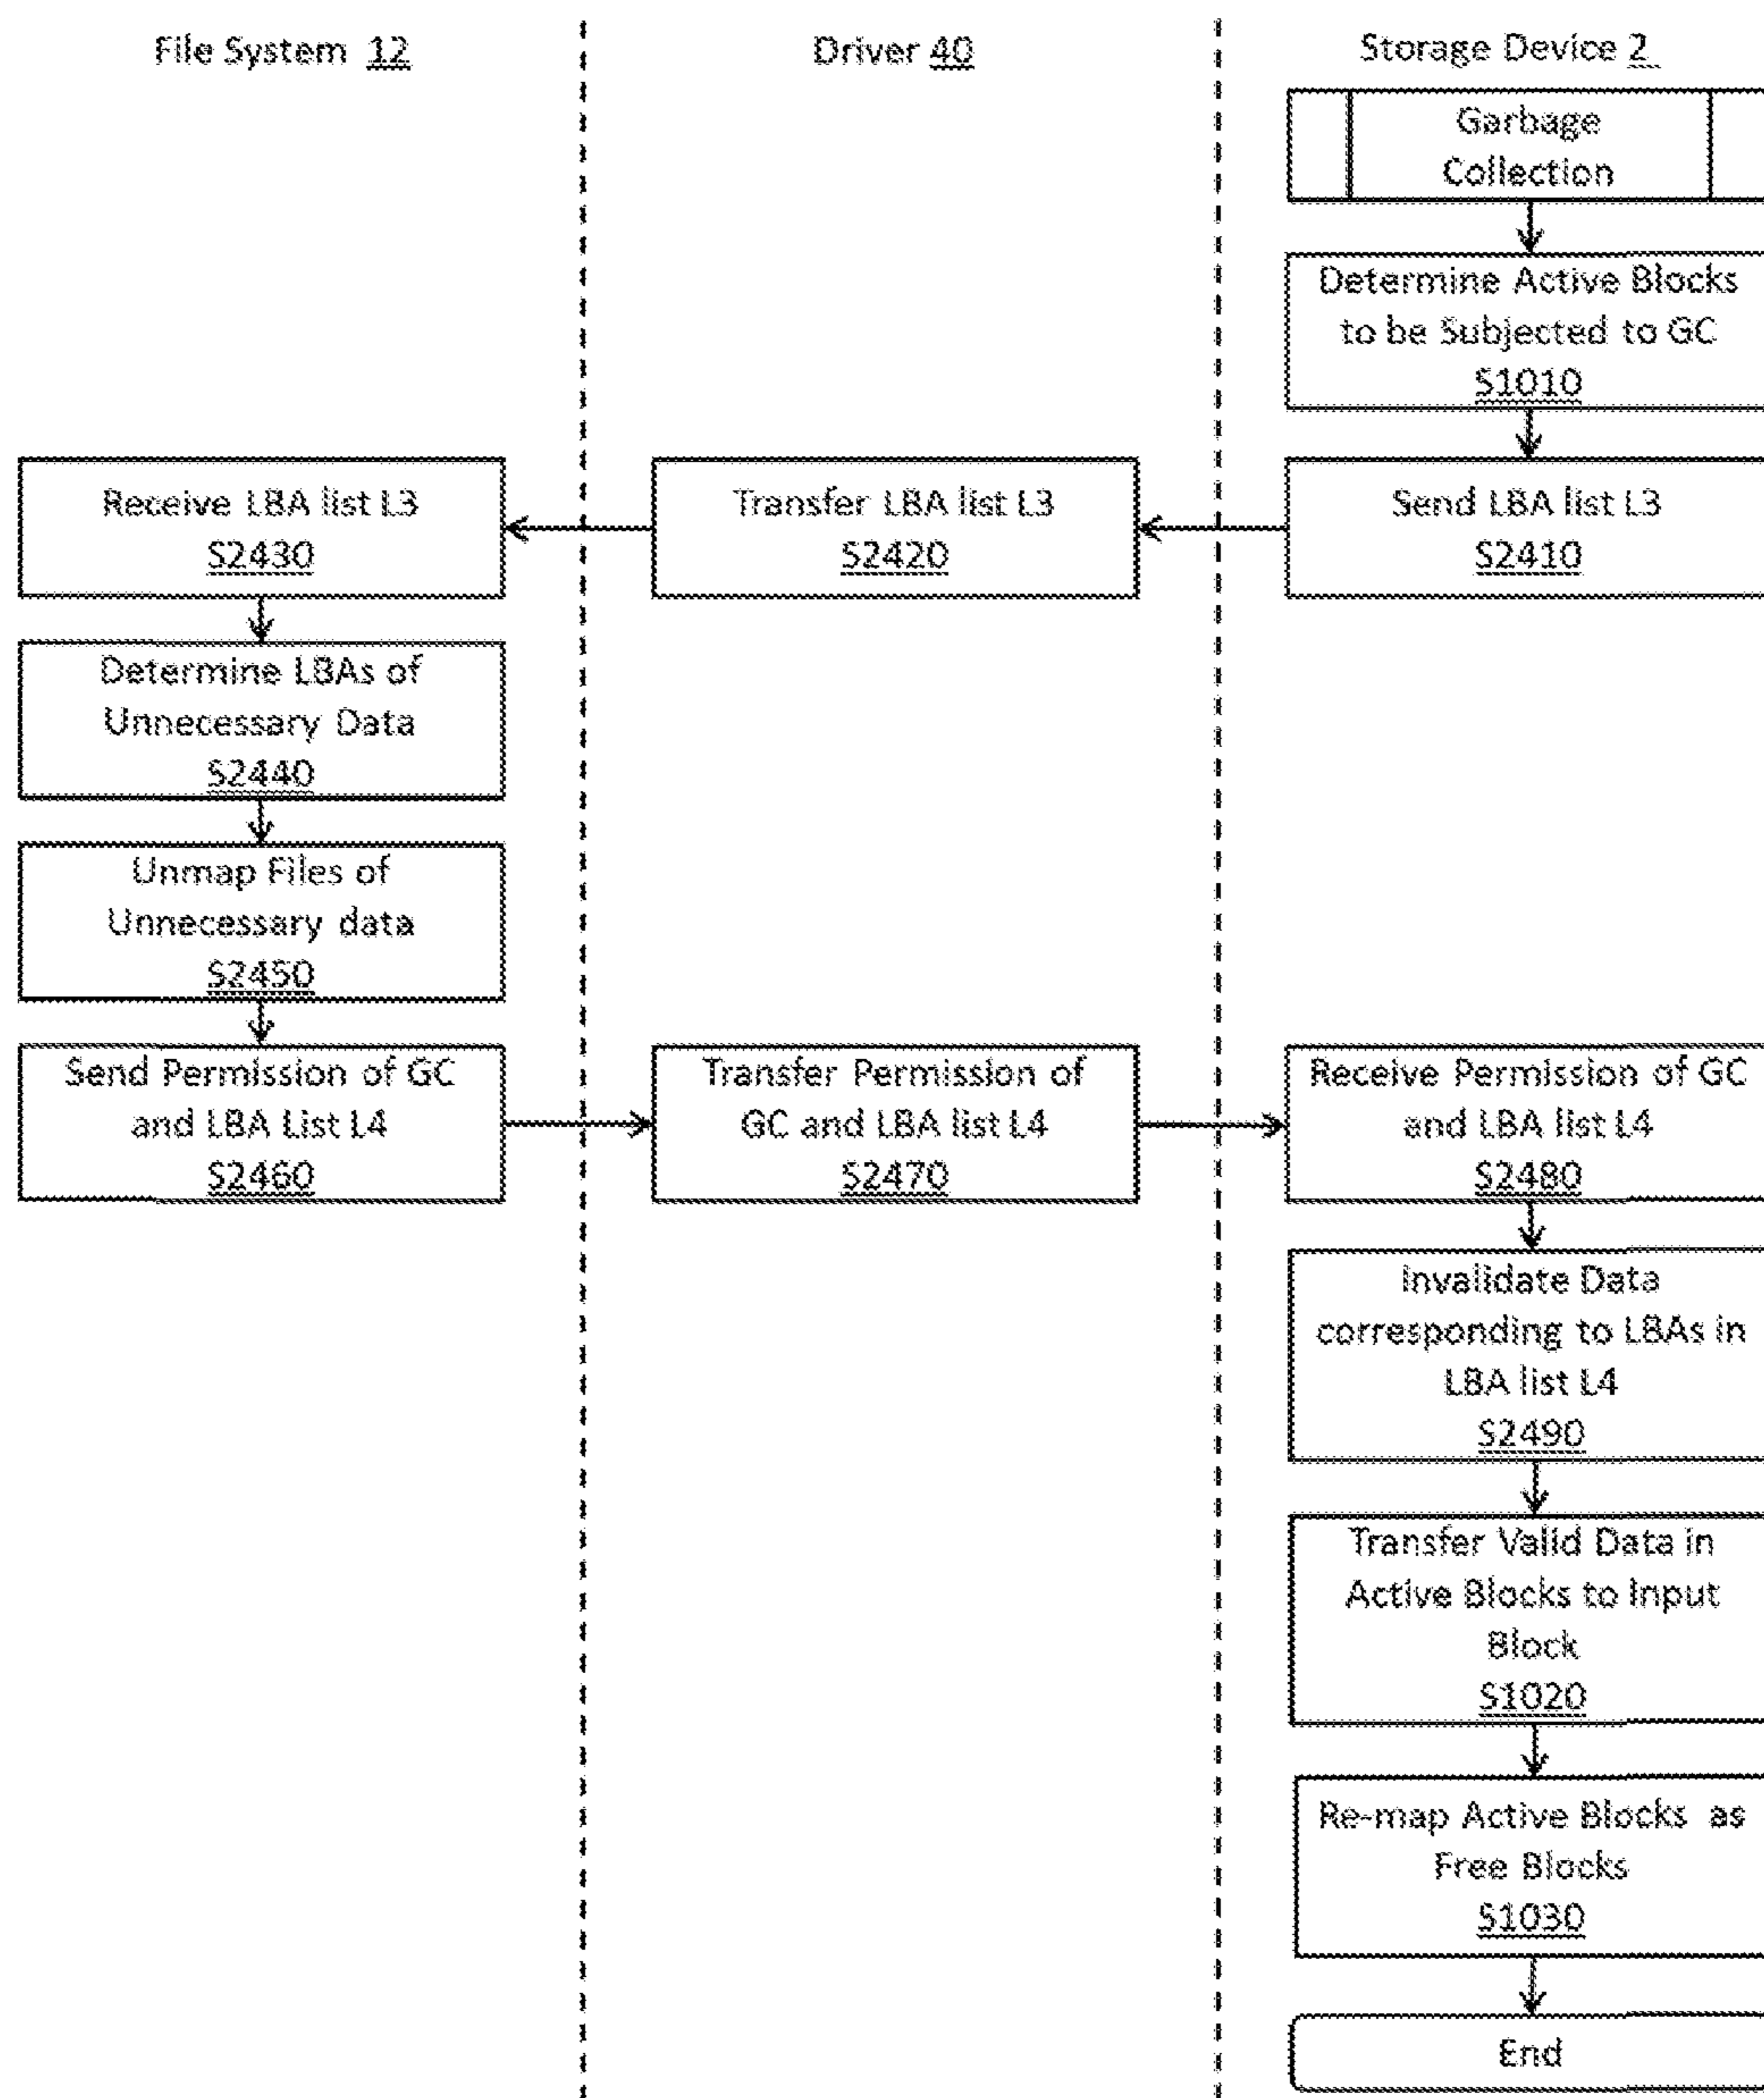 File System 12
Driver 40
Storage Device 2
Garbage
Collection
Determine Active Blocks
to be Subjected to GC
S1010
Receive LBA list L3
S2430
Transfer LBA list L3
S2420
Send LBA list L3
S2410
Determine LBAs of
Unnecessary Data
S2440
Unmap Files of
Unnecessary data
S2450
Send Permission of GC
and LBA List L4
S2460
Transfer Permission of
GC and LBA list L4
S2470
Receive Permission of GC
and LBA list L4
S2480
Invalidate Data
corresponding to LBAs in
LBA list L4
S2490
Transfer Valid Data in
Active Blocks to Input
Block
S1020
Re-map Active Blocks as
Free Blocks
S1030
End